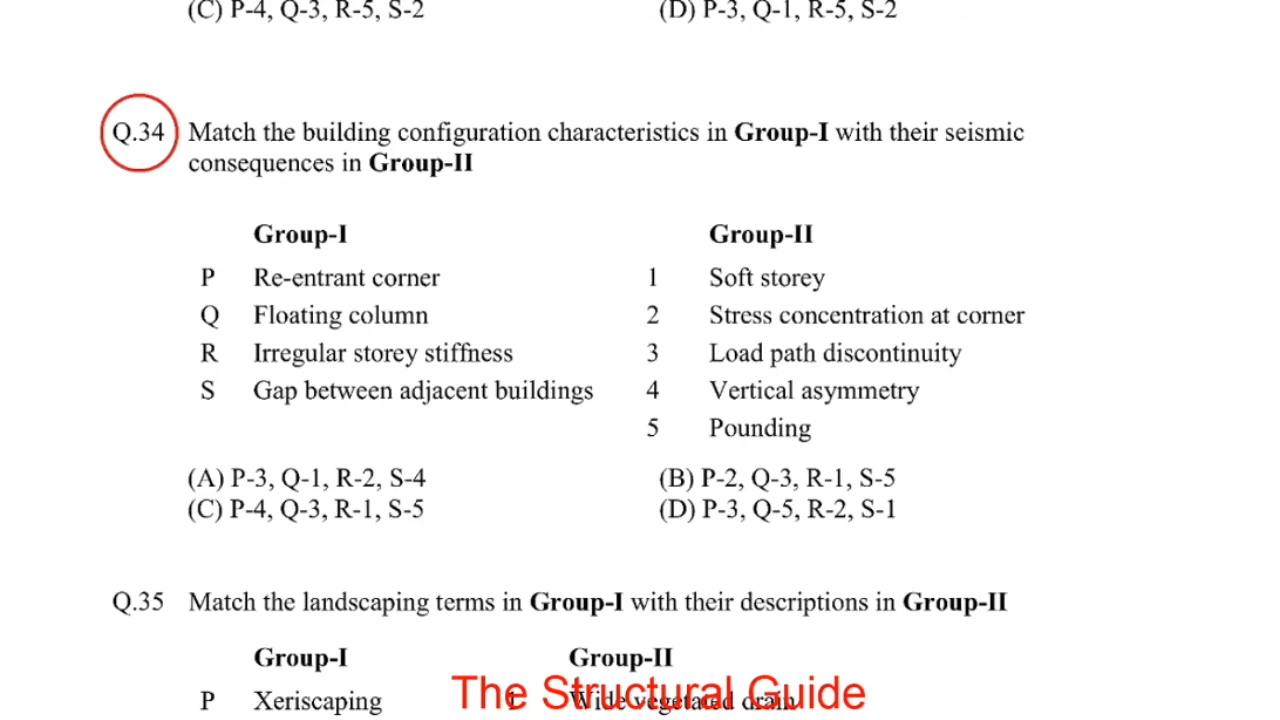 (C) P-4, Q-3, R-5, S-2 (D) P-3, Q-1, R-5, S-2
Q.34 Match the building configuration characteristics in Group-I with their seismic
consequences in Group-II
Group-I Group-II
P Re-entrant corner 1 Soft storey
Q Floating column 2 Stress concentration at corner
R Irregular storey stiffness 3 Load path discontinuity
S Gap between adjacent buildings 4 Vertical asymmetry
5 Pounding
(A) P-3, Q-1, R-2, S-4 (B) P-2, Q-3, R-1, S-5
(C) P-4, Q-3, R-1, S-5 (D) P-3, Q-5, R-2, S-1
Q.35 Match the landscaping terms in Group-I with their descriptions in Group-II
Group-I Group-II
P Xeriscaping 1 Wide vegetated drain
The Structural Guide